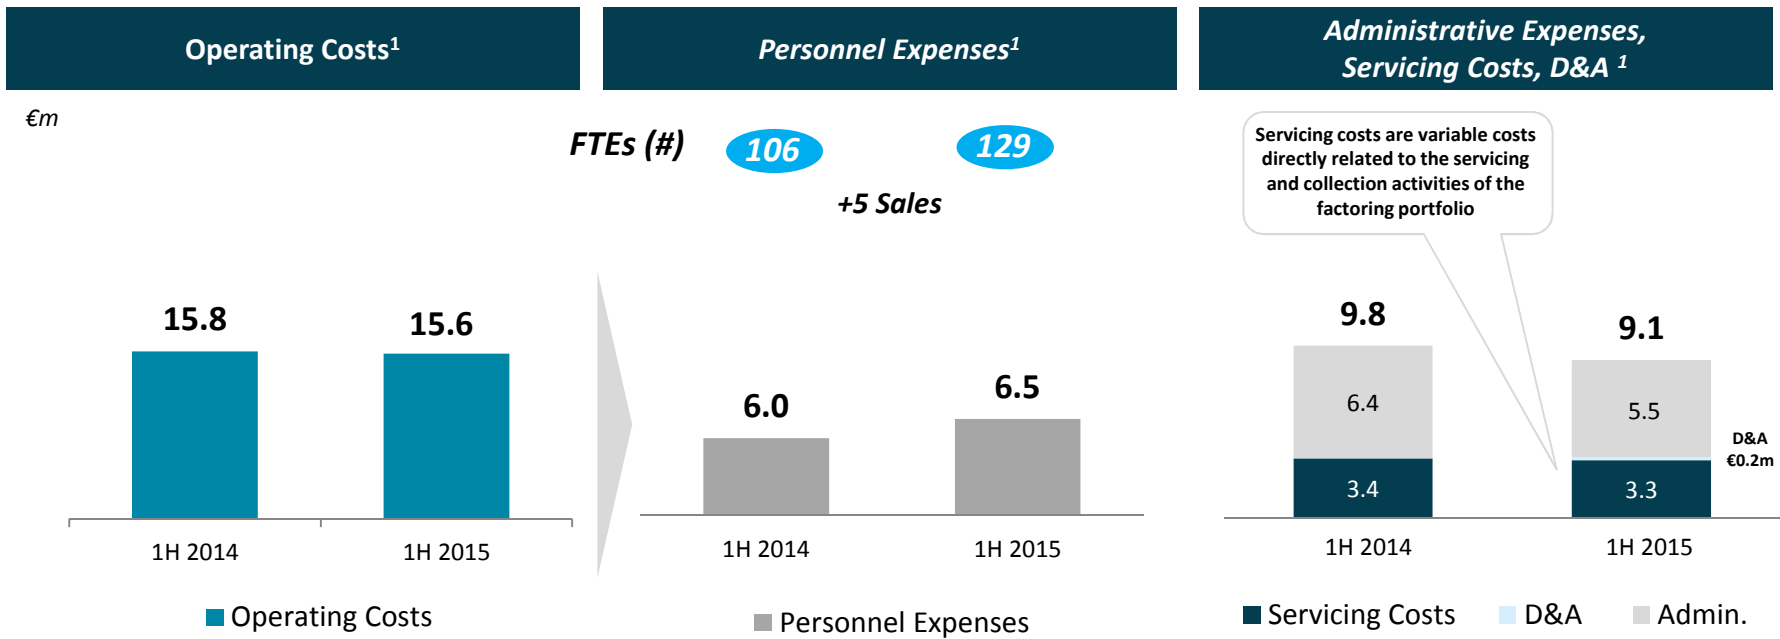 Operating Costs1
Personnel Expenses1
Administrative Expenses,
Servicing Costs, D&A 1
€m
FTEs (#)
106
129
+5 Sales
Servicing costs are variable costs
directly related to the servicing
and collection activities of the
factoring portfolio
15.8
15.6
1H 2014
1H 2015
Operating Costs
6.0
6.5
1H 2014
1H 2015
Personnel Expenses
9.8
9.1
6.4
5.5
D&A
€0.2m
3.4
3.3
1H 2014
1H 2015
Servicing Costs
D&A
Admin.